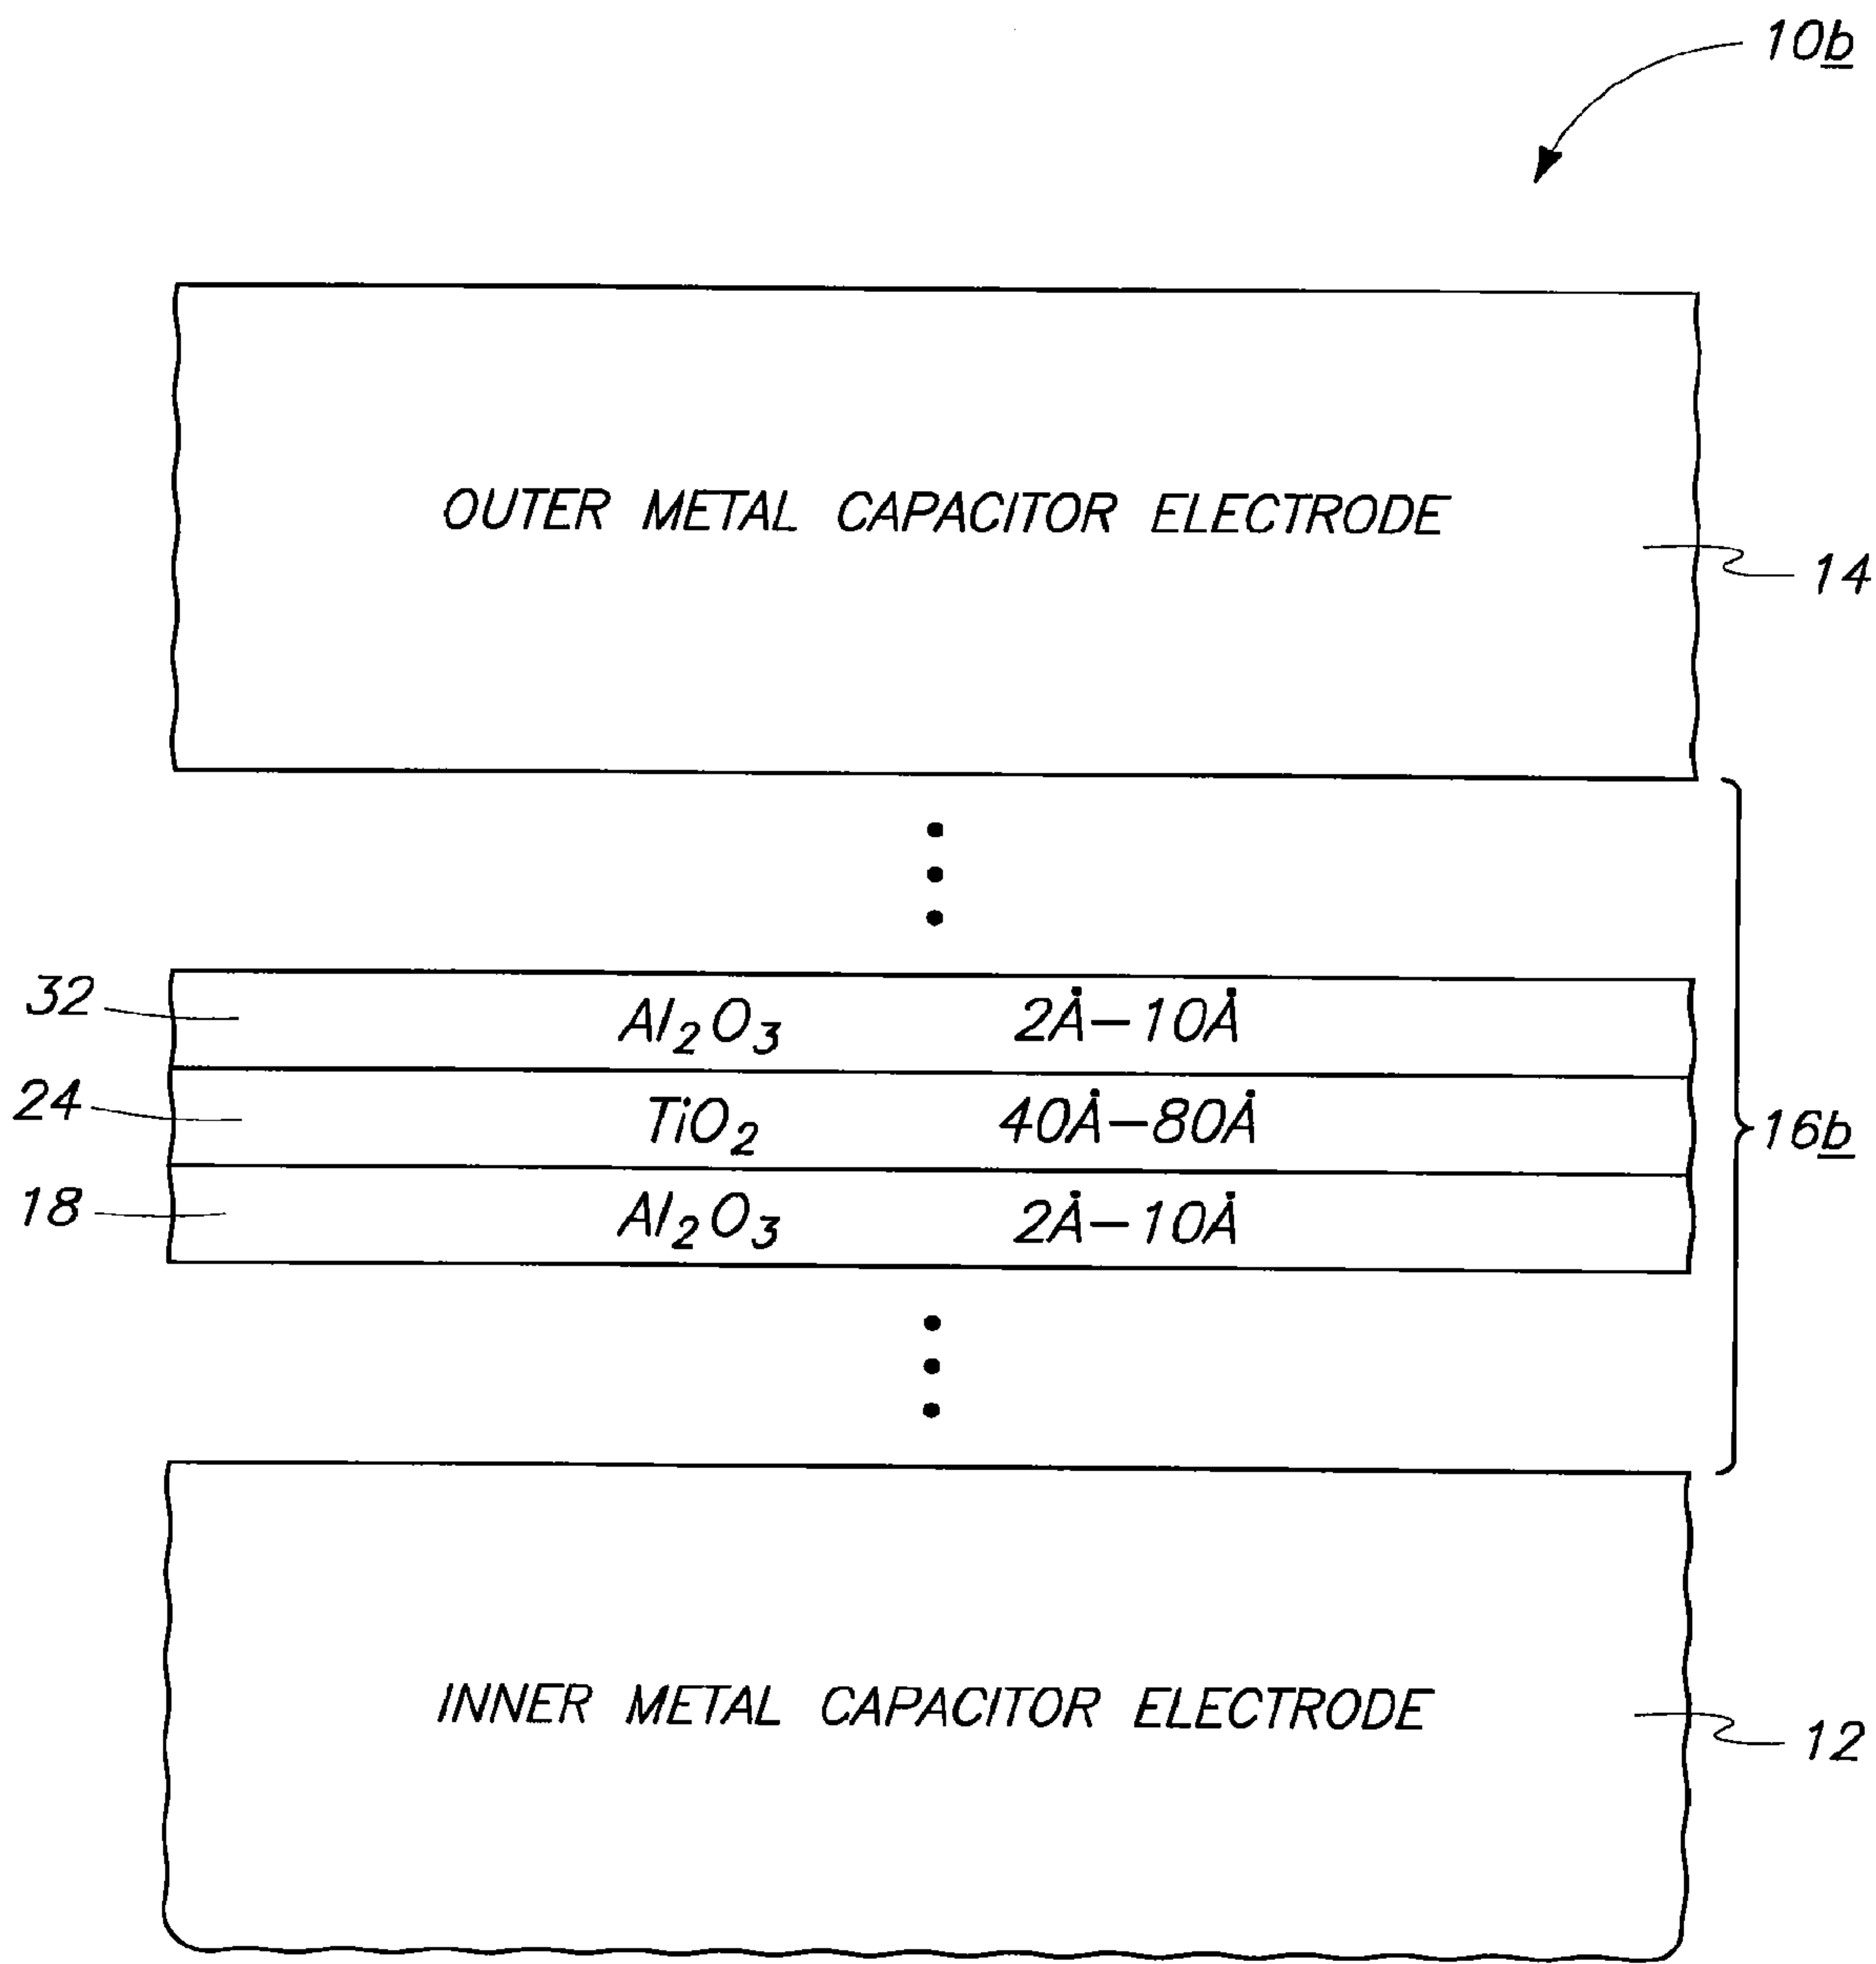 10b
OUTER METAL CAPACITOR ELECTRODE
14
32
Al₂O₃ 2Å–10Å
24
TiO₂ 40Å–80Å
16b
18
Al₂O₃ 2Å–10Å
INNER METAL CAPACITOR ELECTRODE
12